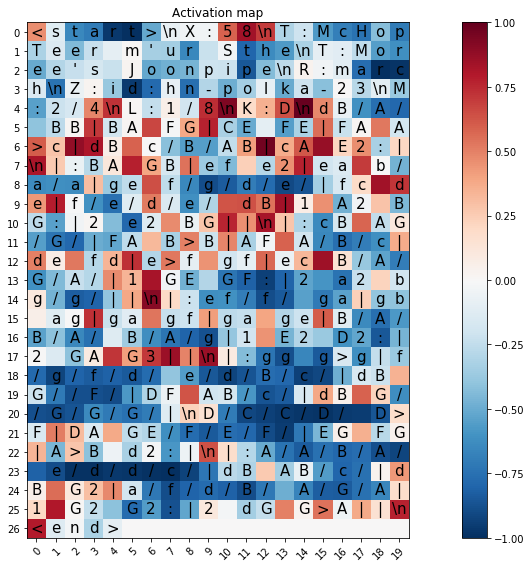 Activation map
0 < s t a r t > \n X : 5 8 \n T : M c H o p
1 T e e r m ' u r S t h e \n T : M o r
2 e e ' s J o o n p i p e \n R : m a r c
3 h \n Z : i d : h n - p o l k a - 2 3 \n M
4 : 2 / 4 \n L : 1 / 8 \n K : D \n d B / A /
5 B B | B A F G | C E F E | F A A
6 > c | d B c / B / A B | c A E 2 : |
7 \n | : B A G B | e f e 2 | e a b /
8 a / a | g e f / g / d / e / | f c d
9 e | f / e / d / e / d B | 1 A 2 B
10 G : | 2 e 2 B G | | \n | : c B A G
11 / G / | F A B > B | A F A / B / c |
12 d e f d | e > f g f | e c B / A /
13 G / A / | 1 G E G F : | 2 a 2 b
14 g / g / | | \n | : e f / f / g a | g b
15 a g | g a g f | g a g e | B / A /
16 B / A / B / A / g | 1 E 2 D 2 : |
17 2 G A G 3 | | \n | : g g g > g | f
18 / g / f / d / e / d / B / c / | d B
19 G / F / | D F A B / c / | d B G /
20 / G / G / G / | \n D / C / C / D / D >
21 F | D A G E / F / E / F / | E G F G
22 | A > B d 2 : | \n | : A / A / B / A /
23 e / d / d / c / | d B A B / c / | d
24 B G 2 | a / f / d / B / A / G / A |
25 1 G 2 G 2 : | 2 d G G > A | | \n
26 < e n d >
0 1 2 3 4 5 6 7 8 9 10 11 12 13 14 15 16 17 18 19
1.00
0.75
0.50
0.25
0.00
−0.25
−0.50
−0.75
−1.00